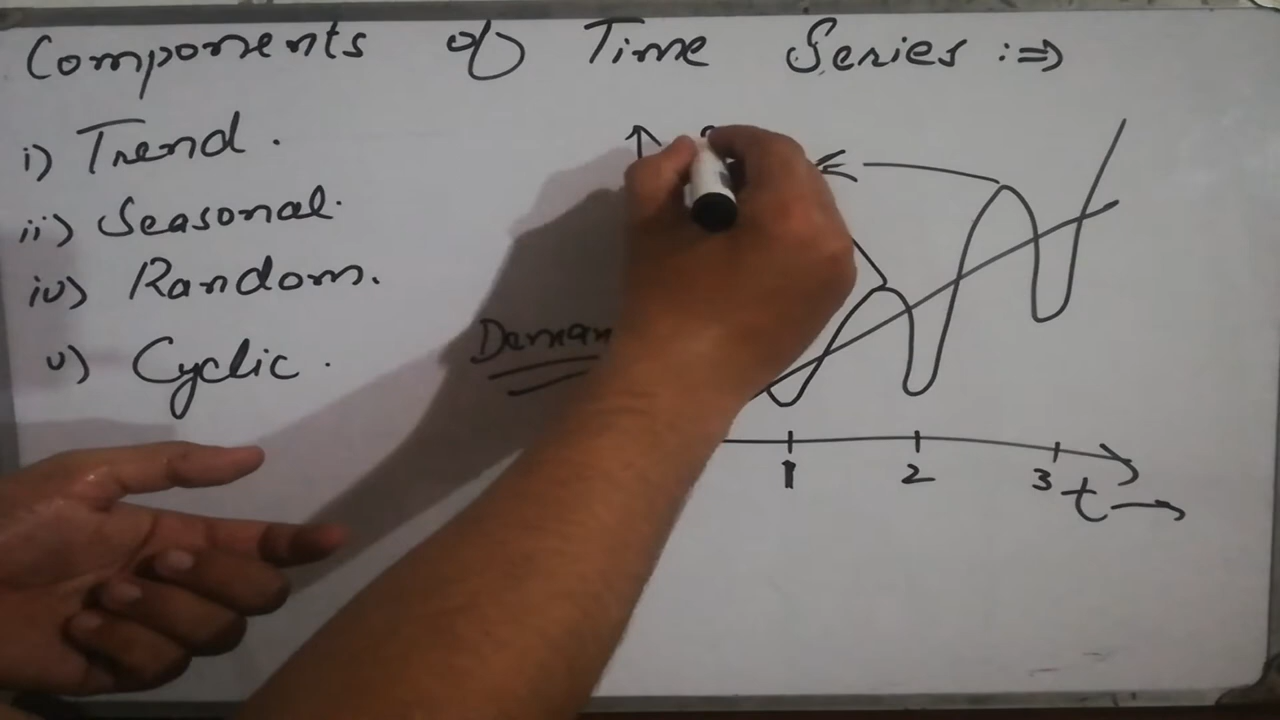 Components of Time Series :⇒
i) Trend.
ii) Seasonal.
iv) Random.
v) Cyclic.
1 2 3
t →